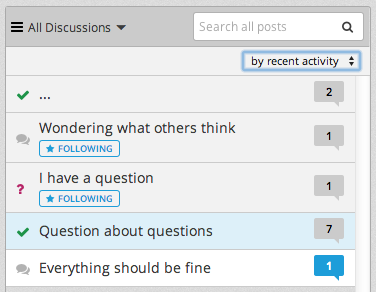 All Discussions
Search all posts
by recent activity
... 2
Wondering what others think 1
FOLLOWING
? I have a question 1
FOLLOWING
Question about questions 7
Everything should be fine 1